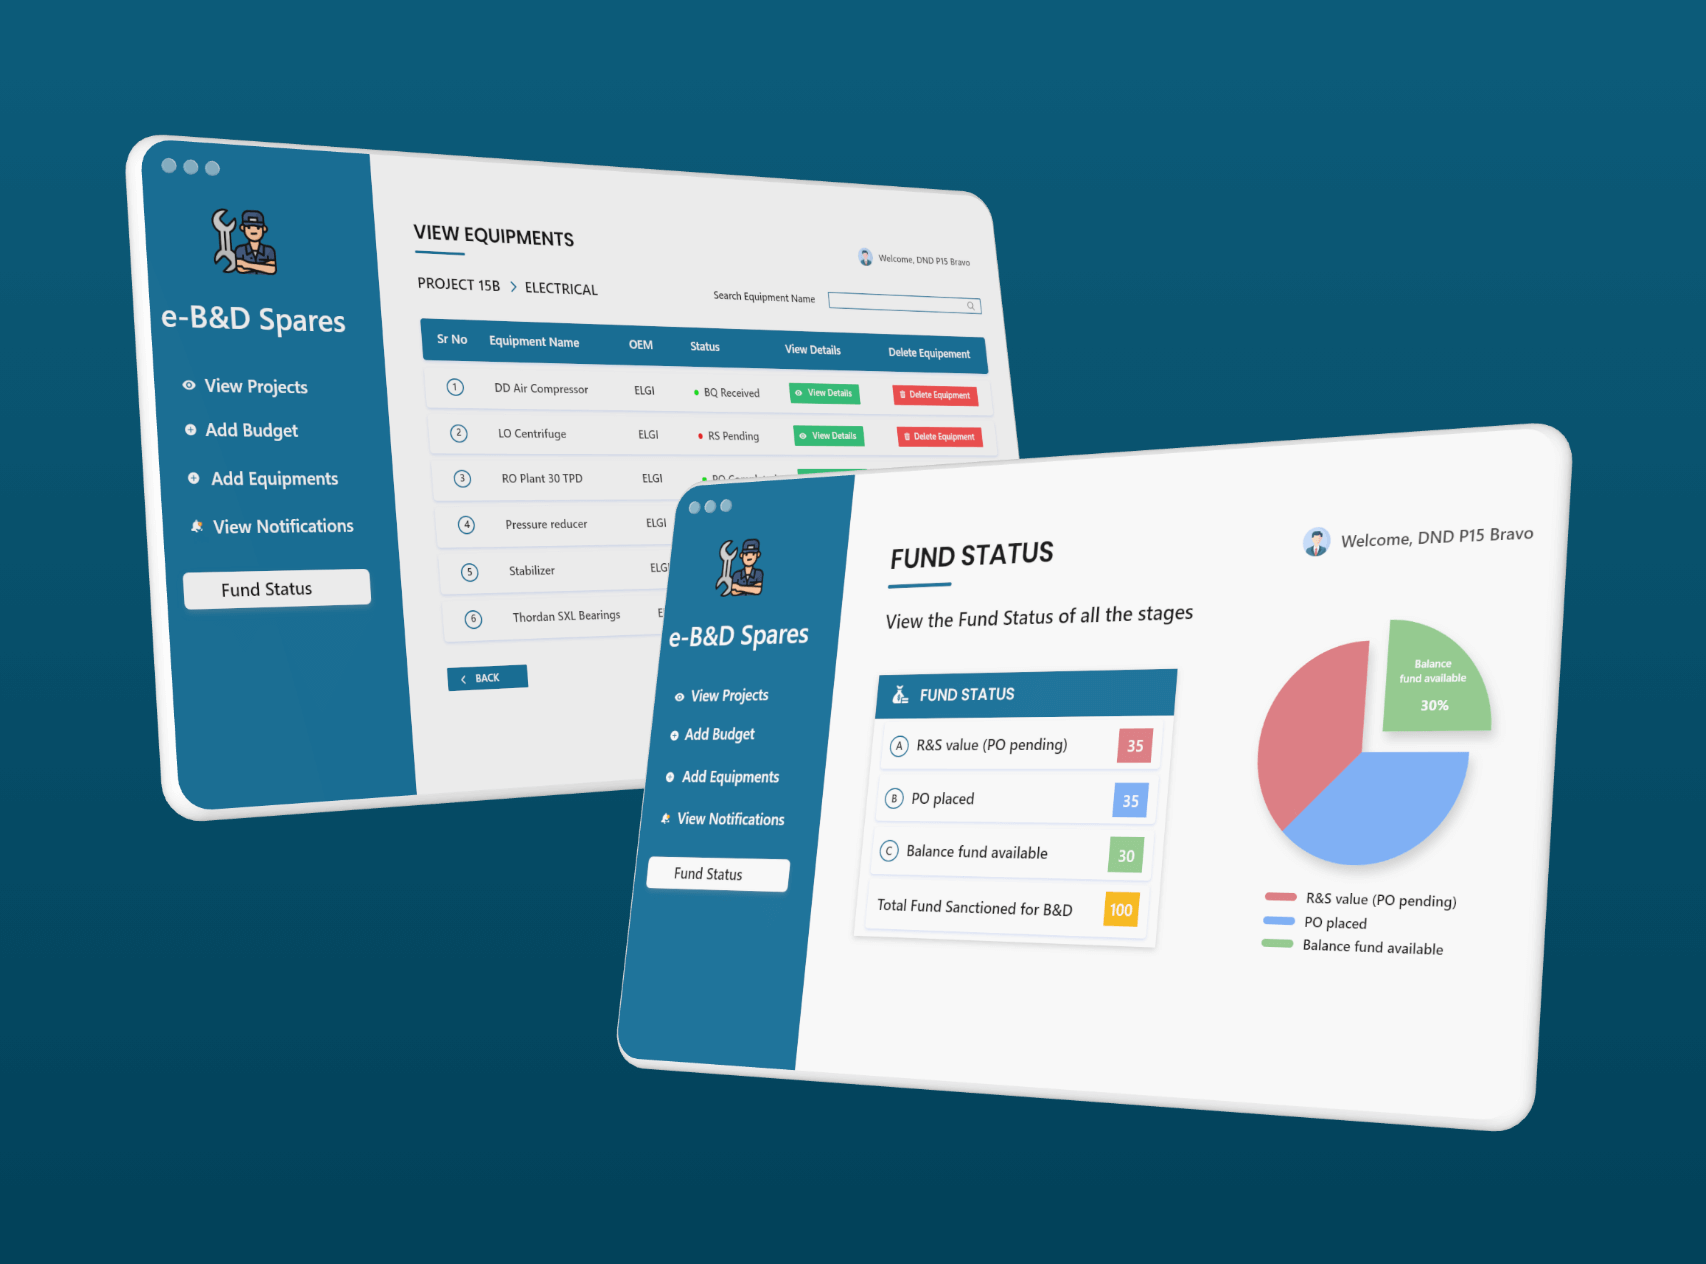 e-B&D Spares
View Projects
Add Budget
Add Equipments
View Notifications
Fund Status
VIEW EQUIPMENTS
Welcome, DND P15 Bravo
PROJECT 15B > ELECTRICAL
Search Equipment Name
Sr No Equipment Name OEM Status View Details Delete Equipement
1 DD Air Compressor ELGI BQ Received View Details Delete Equipment
2 LO Centrifuge ELGI RS Pending View Details Delete Equipment
3 RO Plant 30 TPD ELGI
4 Pressure reducer ELGI
5 Stabilizer ELGI
6 Thordan SXL Bearings
< BACK
e-B&D Spares
View Projects
Add Budget
Add Equipments
View Notifications
Fund Status
FUND STATUS
Welcome, DND P15 Bravo
View the Fund Status of all the stages
FUND STATUS
A R&S value (PO pending) 35
B PO placed 35
C Balance fund available 30
Total Fund Sanctioned for B&D 100
Balance
fund available
30%
R&S value (PO pending)
PO placed
Balance fund available